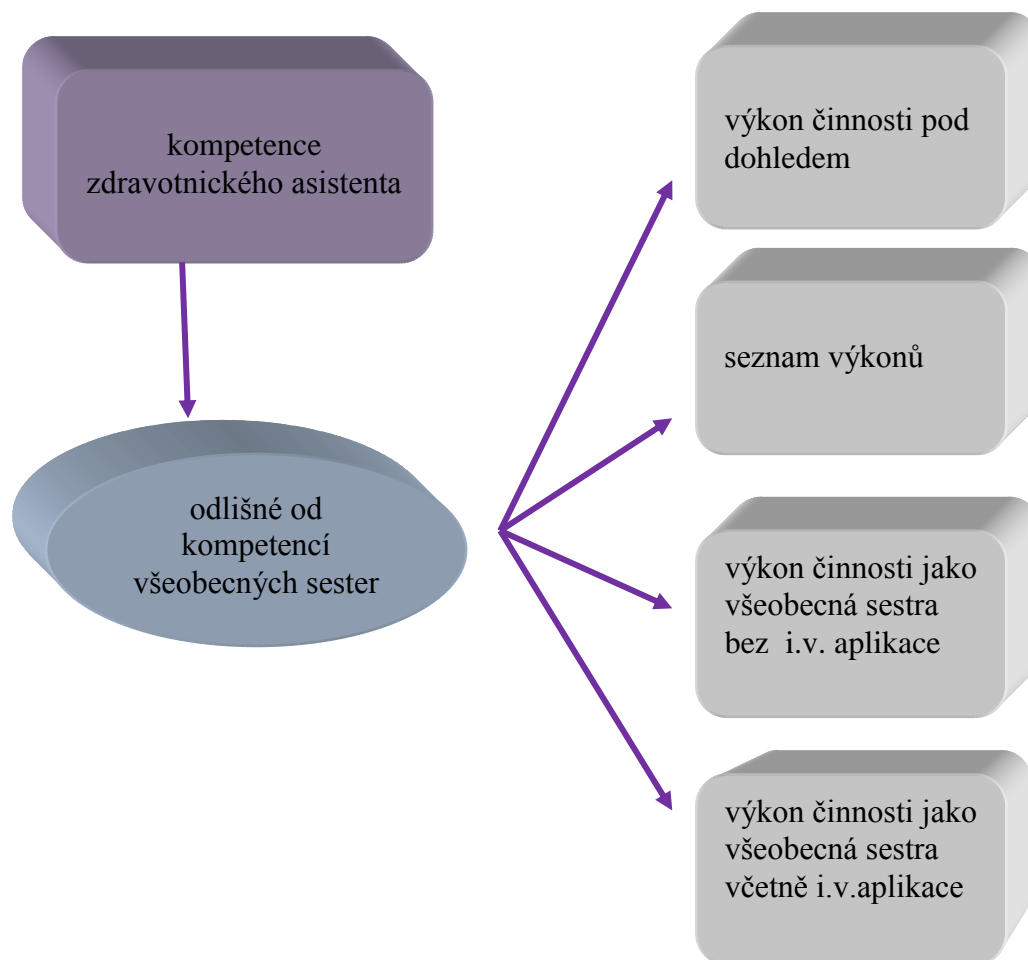 kompetence
zdravotnického asistenta
odlišné od
kompetencí
všeobecných sester
výkon činnosti pod
dohledem
seznam výkonů
výkon činnosti jako
všeobecná sestra
bez  i.v. aplikace
výkon činnosti jako
všeobecná sestra
včetně i.v.aplikace